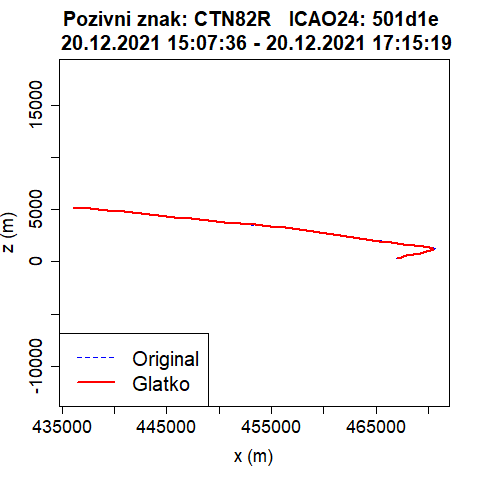 Pozivni znak: CTN82R ICAO24: 501d1e
20.12.2021 15:07:36 - 20.12.2021 17:15:19
z (m)
15000
5000
0
-10000
Original
Glatko
435000 445000 455000 465000
x (m)